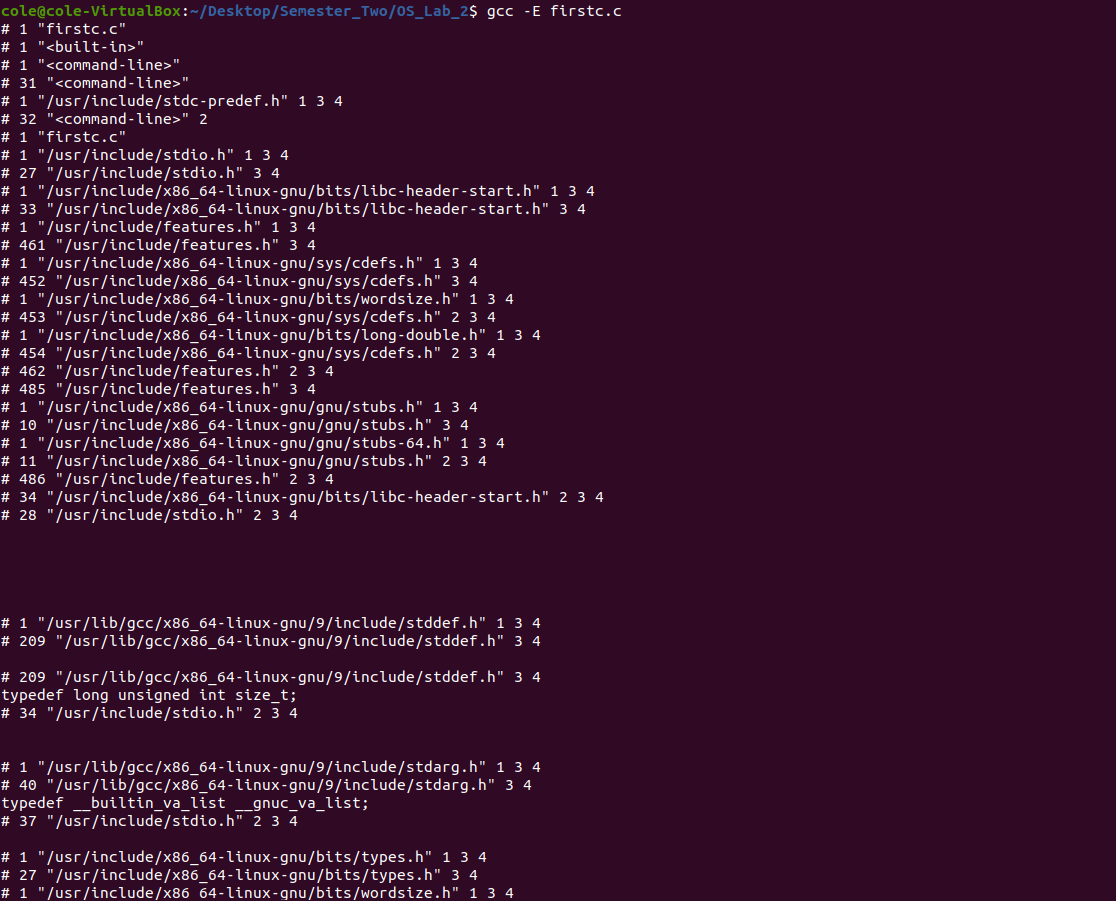 cole@cole-VirtualBox:~/Desktop/Semester_Two/OS_Lab_2$ gcc -E firstc.c
# 1 "firstc.c"
# 1 "<built-in>"
# 1 "<command-line>"
# 31 "<command-line>"
# 1 "/usr/include/stdc-predef.h" 1 3 4
# 32 "<command-line>" 2
# 1 "firstc.c"
# 1 "/usr/include/stdio.h" 1 3 4
# 27 "/usr/include/stdio.h" 3 4
# 1 "/usr/include/x86_64-linux-gnu/bits/libc-header-start.h" 1 3 4
# 33 "/usr/include/x86_64-linux-gnu/bits/libc-header-start.h" 3 4
# 1 "/usr/include/features.h" 1 3 4
# 461 "/usr/include/features.h" 3 4
# 1 "/usr/include/x86_64-linux-gnu/sys/cdefs.h" 1 3 4
# 452 "/usr/include/x86_64-linux-gnu/sys/cdefs.h" 3 4
# 1 "/usr/include/x86_64-linux-gnu/bits/wordsize.h" 1 3 4
# 453 "/usr/include/x86_64-linux-gnu/sys/cdefs.h" 2 3 4
# 1 "/usr/include/x86_64-linux-gnu/bits/long-double.h" 1 3 4
# 454 "/usr/include/x86_64-linux-gnu/sys/cdefs.h" 2 3 4
# 462 "/usr/include/features.h" 2 3 4
# 485 "/usr/include/features.h" 3 4
# 1 "/usr/include/x86_64-linux-gnu/gnu/stubs.h" 1 3 4
# 10 "/usr/include/x86_64-linux-gnu/gnu/stubs.h" 3 4
# 1 "/usr/include/x86_64-linux-gnu/gnu/stubs-64.h" 1 3 4
# 11 "/usr/include/x86_64-linux-gnu/gnu/stubs.h" 2 3 4
# 486 "/usr/include/features.h" 2 3 4
# 34 "/usr/include/x86_64-linux-gnu/bits/libc-header-start.h" 2 3 4
# 28 "/usr/include/stdio.h" 2 3 4
# 1 "/usr/lib/gcc/x86_64-linux-gnu/9/include/stddef.h" 1 3 4
# 209 "/usr/lib/gcc/x86_64-linux-gnu/9/include/stddef.h" 3 4
# 209 "/usr/lib/gcc/x86_64-linux-gnu/9/include/stddef.h" 3 4
typedef long unsigned int size_t;
# 34 "/usr/include/stdio.h" 2 3 4
# 1 "/usr/lib/gcc/x86_64-linux-gnu/9/include/stdarg.h" 1 3 4
# 40 "/usr/lib/gcc/x86_64-linux-gnu/9/include/stdarg.h" 3 4
typedef __builtin_va_list __gnuc_va_list;
# 37 "/usr/include/stdio.h" 2 3 4
# 1 "/usr/include/x86_64-linux-gnu/bits/types.h" 1 3 4
# 27 "/usr/include/x86_64-linux-gnu/bits/types.h" 3 4
# 1 "/usr/include/x86_64-linux-gnu/bits/wordsize.h" 1 3 4